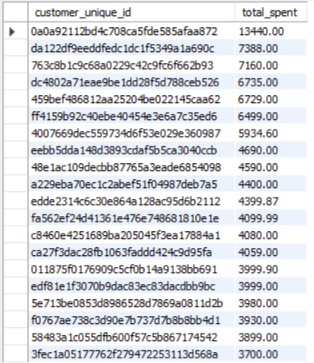 customer_unique_id total_spent
0a0a92112bd4c708ca5fde585afaa872 13440.00
da122df9eeddfedc1dc1f5349a1a690c 7388.00
763c8b1c9c68a0229c42c9fc6f662b93 7160.00
dc4802a71eae9be1dd28f5d788ceb526 6735.00
459bef486812aa25204be022145caa62 6729.00
ff4159b92c40ebe40454e3e6a7c35ed6 6499.00
4007669dec559734d6f53e029e360987 5934.60
eebb5dda148d3893cdaf5b5ca3040ccb 4690.00
48e1ac109decbb87765a3eade6854098 4590.00
a229eba70ec1c2abef51f04987deb7a5 4400.00
edde2314c6c30e864a128ac95d6b2112 4399.87
fa562ef24d41361e476e748681810e1e 4099.99
c8460e4251689ba205045f3ea17884a1 4080.00
ca27f3dac28fb1063faddd424c9d95fa 4059.00
011875f0176909c5cf0b14a9138bb691 3999.90
edf81e1f3070b9dac83ec83dacdbb9bc 3999.00
5e713be0853d8986528d7869a0811d2b 3980.00
f0767ae738c3d90e7b737d7b8b8bb4d1 3930.00
58483a1c055dfb600f57c5b867174542 3899.00
3fec1a05177762f279472253113d568a 3700.00